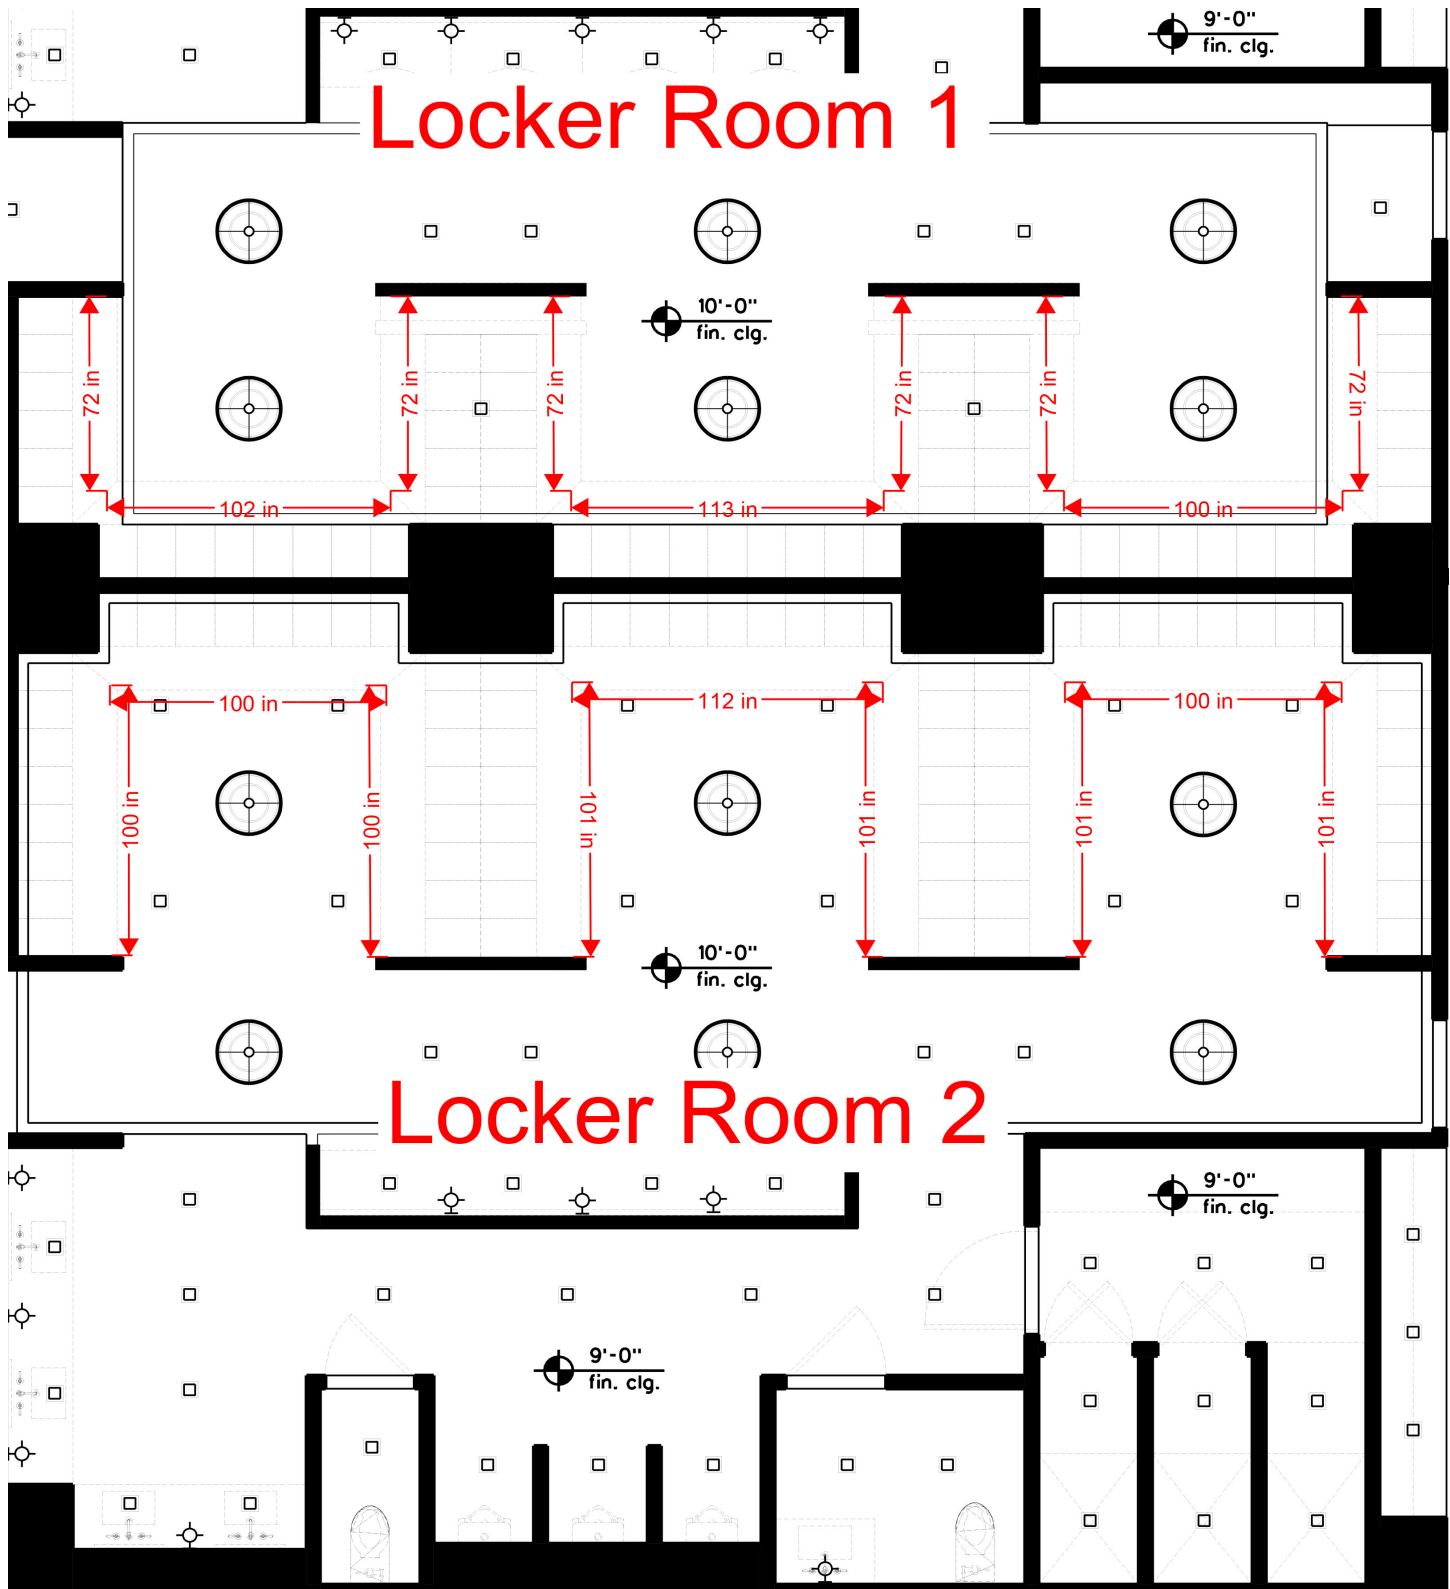 9'-0"
fin. clg.
Locker Room 1
10'-0"
fin. clg.
72 in
72 in
72 in
72 in
72 in
72 in
102 in
113 in
100 in
100 in
112 in
100 in
100 in
100 in
101 in
101 in
101 in
101 in
10'-0"
fin. clg.
Locker Room 2
9'-0"
fin. clg.
9'-0"
fin. clg.